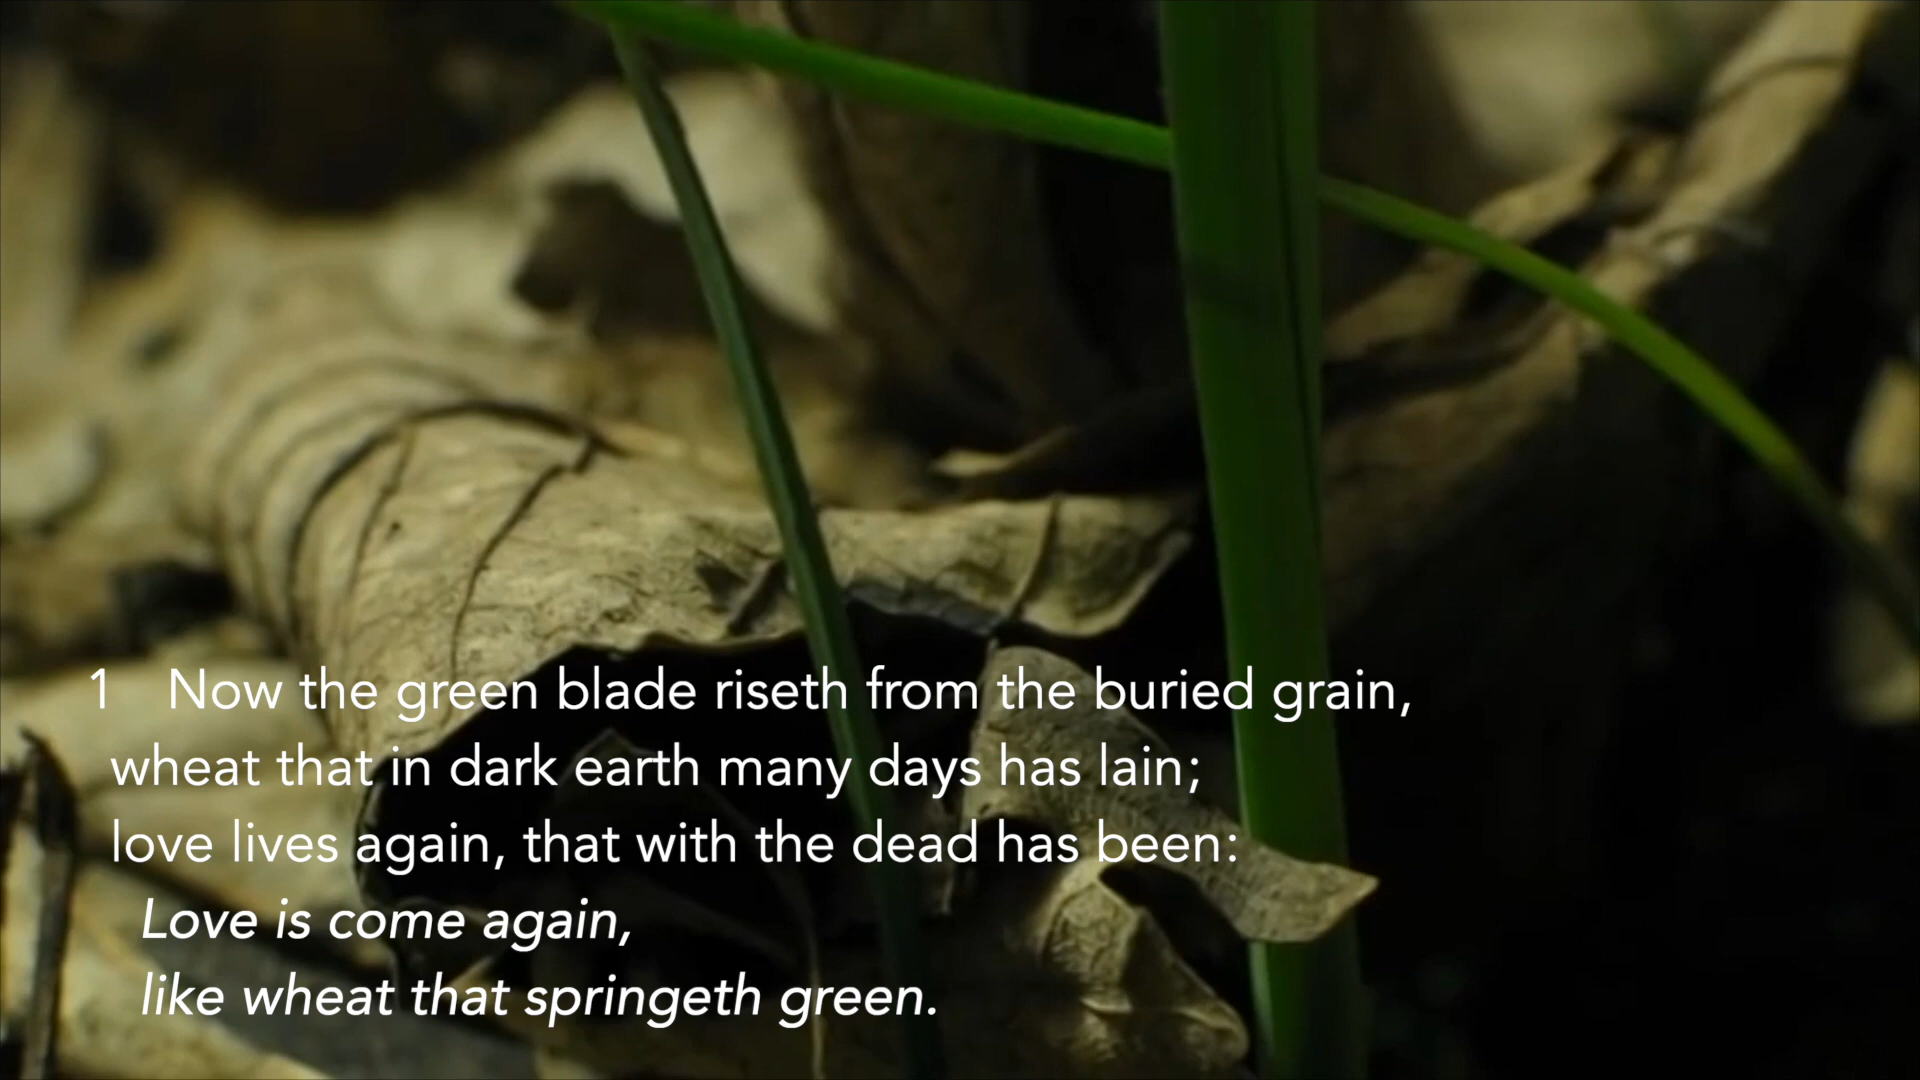 1 Now the green blade riseth from the buried grain,
wheat that in dark earth many days has lain;
love lives again, that with the dead has been:
Love is come again,
like wheat that springeth green.